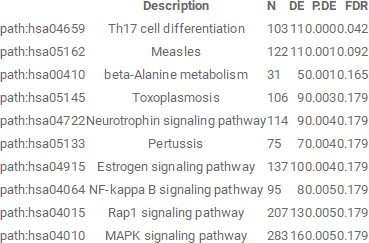 Description N DE P.DE FDR
path:hsa04659 Th17 cell differentiation 103 11 0.000 0.042
path:hsa05162 Measles 122 11 0.001 0.092
path:hsa00410 beta-Alanine metabolism 31 5 0.001 0.165
path:hsa05145 Toxoplasmosis 106 9 0.003 0.179
path:hsa04722 Neurotrophin signaling pathway 114 9 0.004 0.179
path:hsa05133 Pertussis 75 7 0.004 0.179
path:hsa04915 Estrogen signaling pathway 137 10 0.004 0.179
path:hsa04064 NF-kappa B signaling pathway 95 8 0.005 0.179
path:hsa04015 Rap1 signaling pathway 207 13 0.005 0.179
path:hsa04010 MAPK signaling pathway 283 16 0.005 0.179